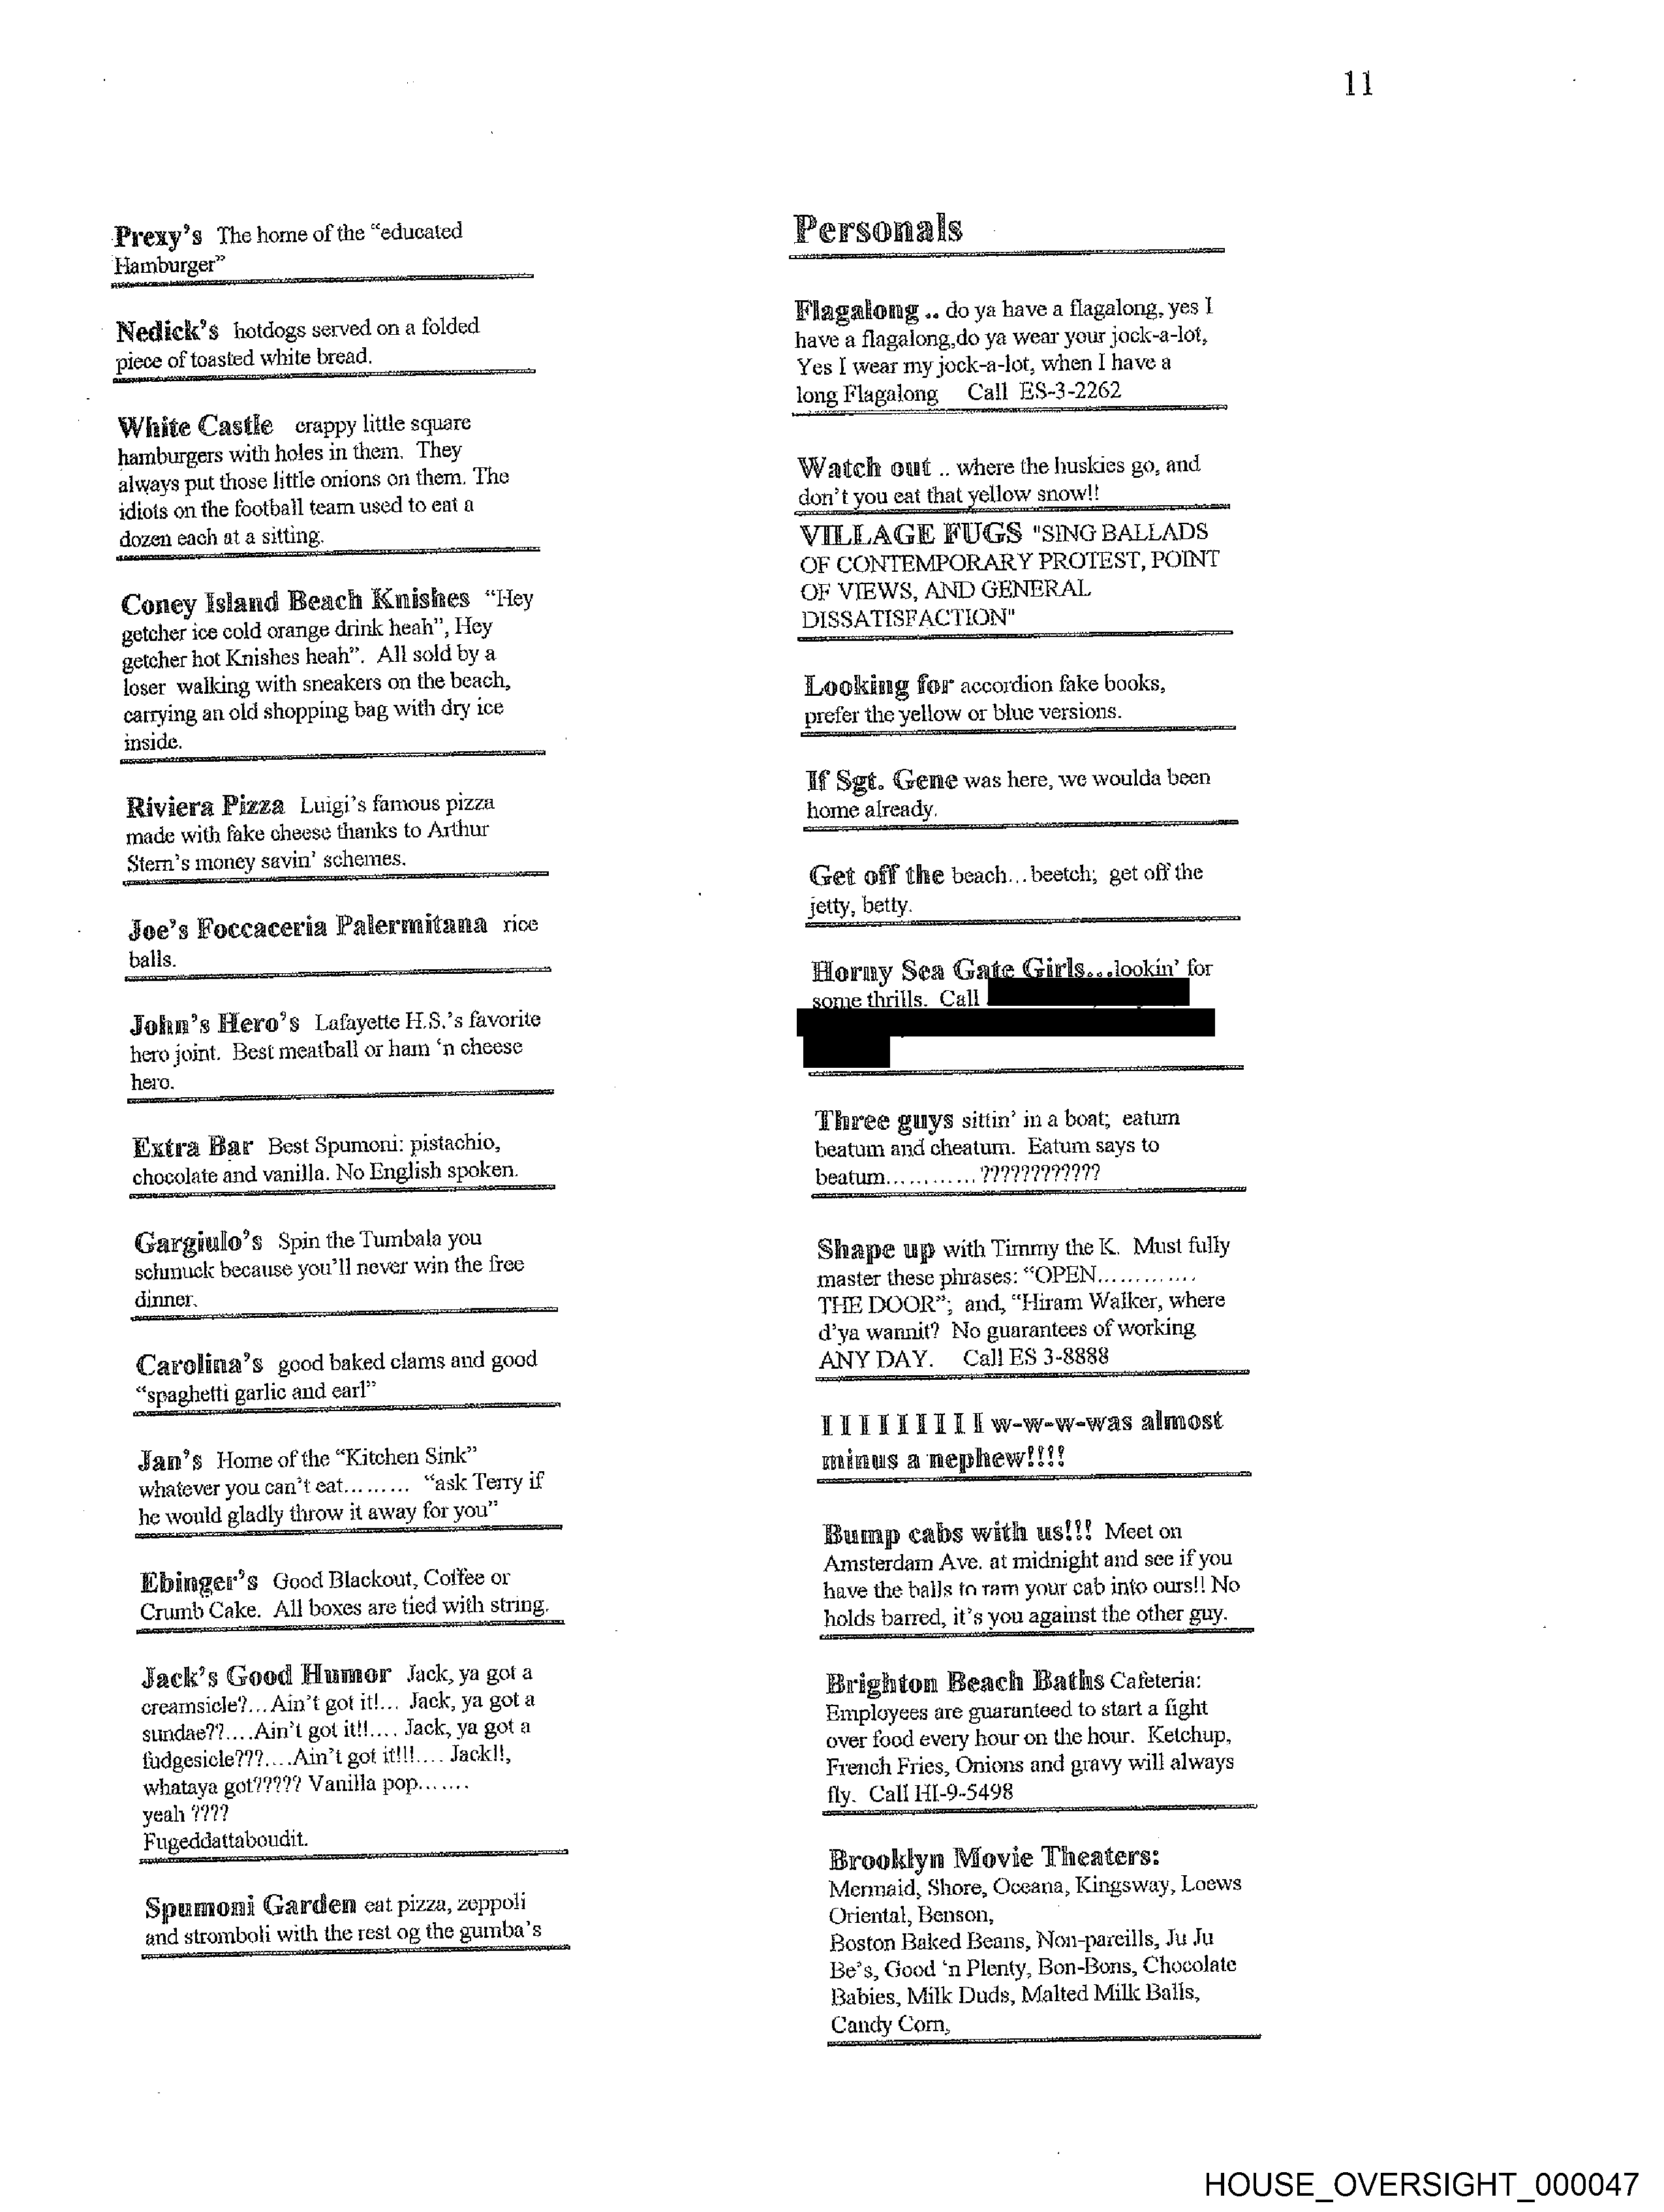 11
Prexy's The home of the "educated
Hamburger"
Nedick's hotdogs served on a folded
piece of toasted white bread.
White Castle crappy little square
hamburgers with holes in them. They
always put those little onions on them. The
idiots on the football team used to eat a
dozen each at a sitting.
Coney Island Beach Knishes "Hey
getcher ice cold orange drink heah", Hey
getcher hot Knishes heah". All sold by a
loser walking with sneakers on the beach,
carrying an old shopping bag with dry ice
inside.
Riviera Pizza Luigi's famous pizza
made with fake cheese thanks to Arthur
Stern's money savin' schemes.
Joe's Foccaceria Palermitana rice
balls.
John's Hero's Lafayette H.S.'s favorite
hero joint. Best meatball or ham 'n cheese
hero.
Extra Bar Best Spumoni: pistachio,
chocolate and vanilla. No English spoken.
Gargiulo's Spin the Tumbala you
schmuck because you'll never win the free
dinner.
Carolina's good baked clams and good
"spaghetti garlic and earl"
Jan's Home of the "Kitchen Sink"
whatever you can't eat......... "ask Terry if
he would gladly throw it away for you"
Ebinger's Good Blackout, Coffee or
Crumb Cake. All boxes are tied with string.
Jack's Good Humor Jack, ya got a
creamsicle?...Ain't got it!... Jack, ya got a
sundae??....Ain't got it!!.... Jack, ya got a
fudgesicle???....Ain't got it!!!.... Jack!!,
whataya got????? Vanilla pop.......
yeah ????
Fugeddattaboudit.
Spumoni Garden eat pizza, zeppoli
and stromboli with the rest og the gumba's
Personals
Flagalong .. do ya have a flagalong, yes I
have a flagalong,do ya wear your jock-a-lot,
Yes I wear my jock-a-lot, when I have a
long Flagalong Call ES-3-2262
Watch out .. where the huskies go, and
don't you eat that yellow snow!!
VILLAGE FUGS "SING BALLADS
OF CONTEMPORARY PROTEST, POINT
OF VIEWS, AND GENERAL
DISSATISFACTION"
Looking for accordion fake books,
prefer the yellow or blue versions.
If Sgt. Gene was here, we woulda been
home already.
Get off the beach...beetch; get off the
jetty, betty.
Horny Sea Gate Girls...lookin' for
some thrills. Call
Three guys sittin' in a boat; eatum
beatum and cheatum. Eatum says to
beatum............????????????
Shape up with Timmy the K. Must fully
master these phrases: "OPEN.............
THE DOOR"; and, "Hiram Walker, where
d'ya wannit? No guarantees of working
ANY DAY. Call ES 3-8888
I I I I I I I I I w-w-w-was almost
minus a nephew!!!!
Bump cabs with us!!! Meet on
Amsterdam Ave. at midnight and see if you
have the balls to ram your cab into ours!! No
holds barred, it's you against the other guy.
Brighton Beach Baths Cafeteria:
Employees are guaranteed to start a fight
over food every hour on the hour. Ketchup,
French Fries, Onions and gravy will always
fly. Call HI-9-5498
Brooklyn Movie Theaters:
Mermaid, Shore, Oceana, Kingsway, Loews
Oriental, Benson,
Boston Baked Beans, Non-pareills, Ju Ju
Be's, Good 'n Plenty, Bon-Bons, Chocolate
Babies, Milk Duds, Malted Milk Balls,
Candy Corn,
HOUSE_OVERSIGHT_000047